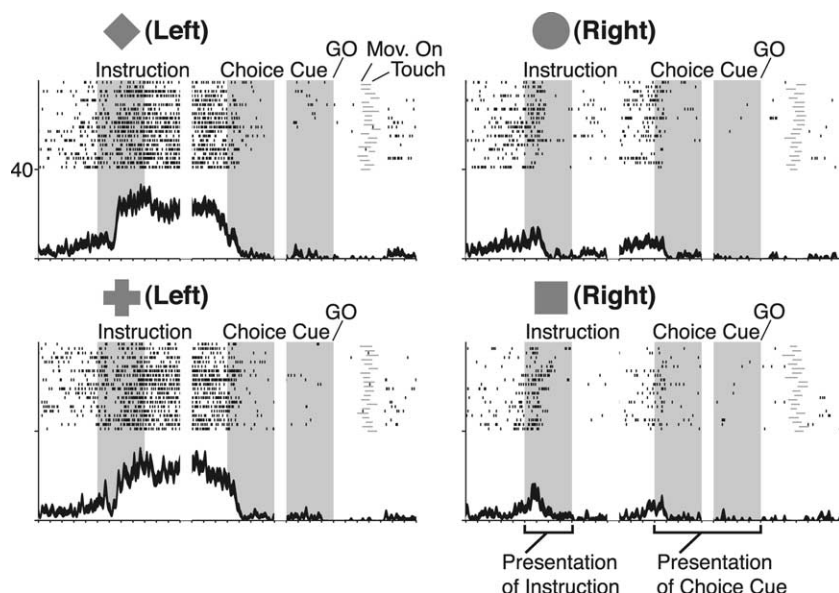 (Left)
Instruction
Choice Cue
GO
Mov. On
Touch
40
(Right)
Instruction
Choice Cue
GO
(Left)
Instruction
Choice Cue
GO
(Right)
Instruction
Choice Cue
GO
Presentation
of Instruction
Presentation
of Choice Cue